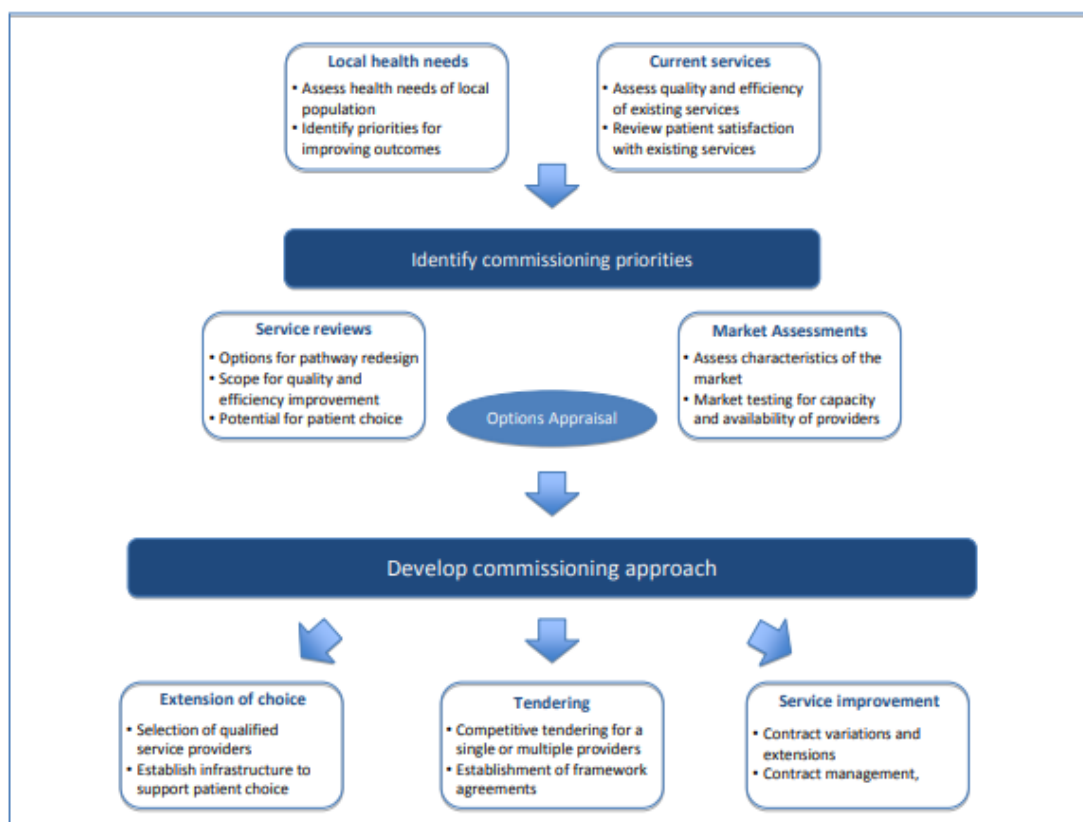 Local health needs
• Assess health needs of local
population
• Identify priorities for
improving outcomes
Current services
• Assess quality and efficiency
of existing services
• Review patient satisfaction
with existing services
Identify commissioning priorities
Service reviews
• Options for pathway redesign
• Scope for quality and
efficiency improvement
• Potential for patient choice
Options Appraisal
Market Assessments
• Assess characteristics of the
market
• Market testing for capacity
and availability of providers
Develop commissioning approach
Extension of choice
• Selection of qualified
service providers
• Establish infrastructure to
support patient choice
Tendering
• Competitive tendering for a
single or multiple providers
• Establishment of framework
agreements
Service improvement
• Contract variations and
extensions
• Contract management,